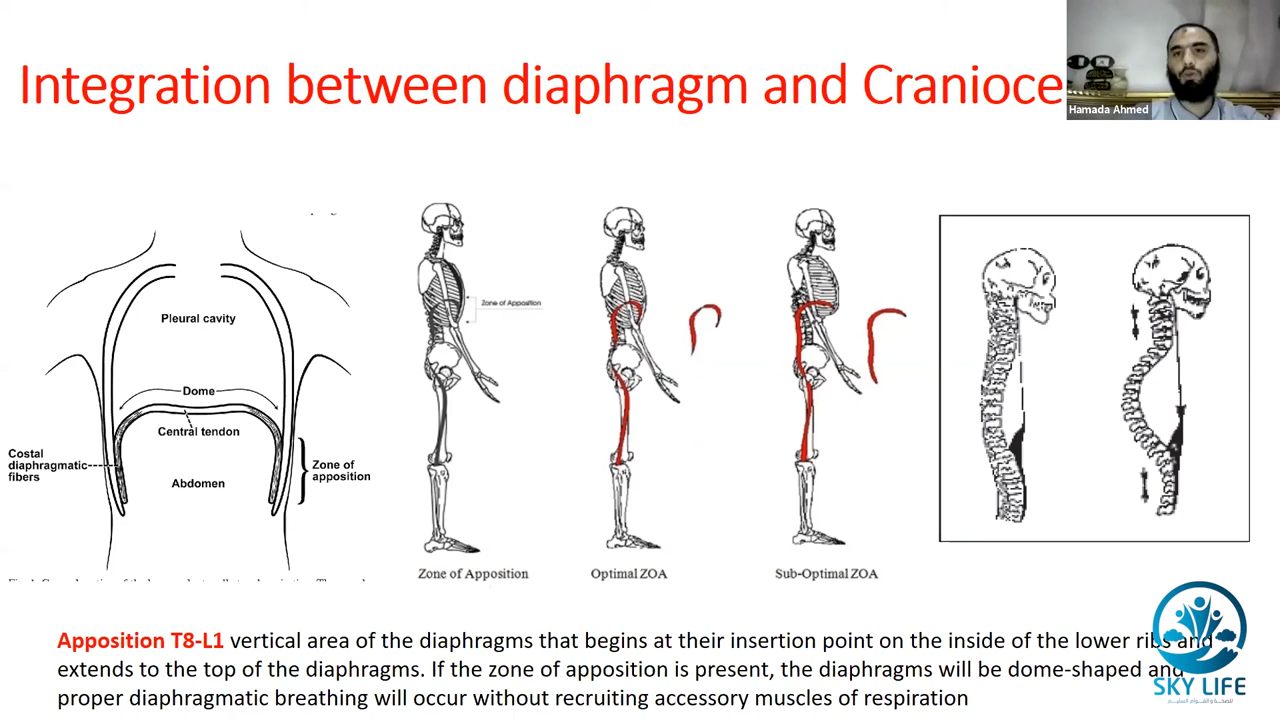 Integration between diaphragm and Cranioce
Hamada Ahmed
Pleural cavity
Dome
Central tendon
Costal
diaphragmatic
fibers
Zone of
apposition
Abdomen
Zone of Apposition
Zone of Apposition
Optimal ZOA
Sub-Optimal ZOA
Apposition T8-L1 vertical area of the diaphragms that begins at their insertion point on the inside of the lower ribs and
extends to the top of the diaphragms. If the zone of apposition is present, the diaphragms will be dome-shaped and
proper diaphragmatic breathing will occur without recruiting accessory muscles of respiration
SKY LIFE
للصحة والقوام السليم